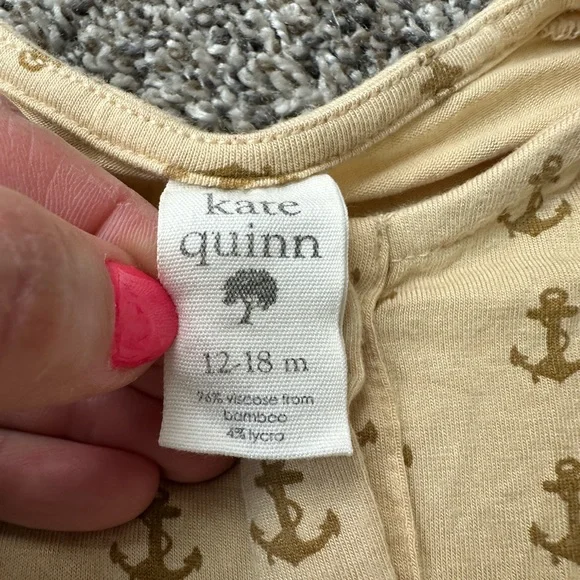 kate
quinn
12-18 m
96% viscose from
bamboo
4% lycra